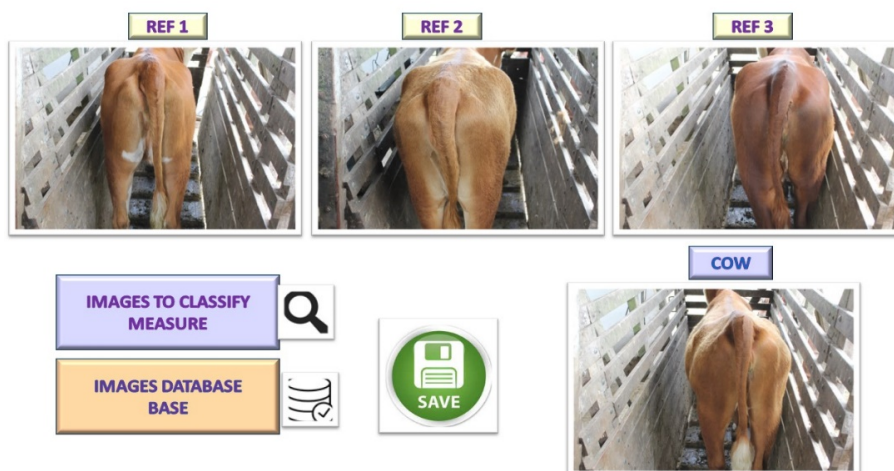 REF 1
REF 2
REF 3
COW
IMAGES TO CLASSIFY
MEASURE
IMAGES DATABASE
BASE
SAVE